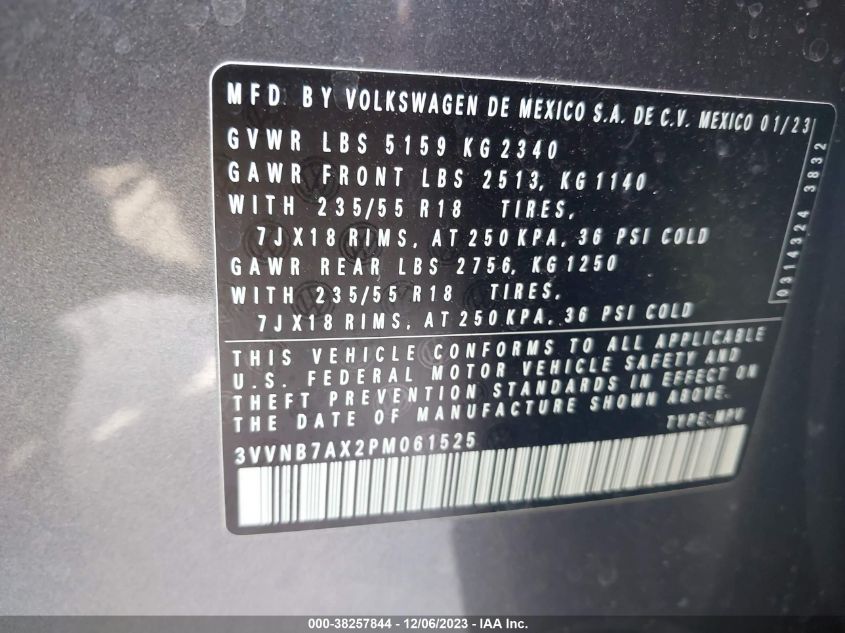 MFD. BY VOLKSWAGEN DE MEXICO S.A. DE C.V. MEXICO 01/23
GVWR LBS 5159 KG 2340
GAWR FRONT LBS 2513, KG 1140
WITH 235/55 R18 TIRES,
7JX18 RIMS, AT 250 KPA, 36 PSI COLD
GAWR REAR LBS 2756, KG 1250
WITH 235/55 R18 TIRES,
7JX18 RIMS, AT 250 KPA, 36 PSI COLD
0314324 3832
THIS VEHICLE CONFORMS TO ALL APPLICABLE
U.S. FEDERAL MOTOR VEHICLE SAFETY AND
THEFT PREVENTION STANDARDS IN EFFECT ON
THE DATE OF MANUFACTURE SHOWN ABOVE.
TYPE: MPV
3VVNB7AX2PM061525
000-38257844 - 12/06/2023 - IAA Inc.